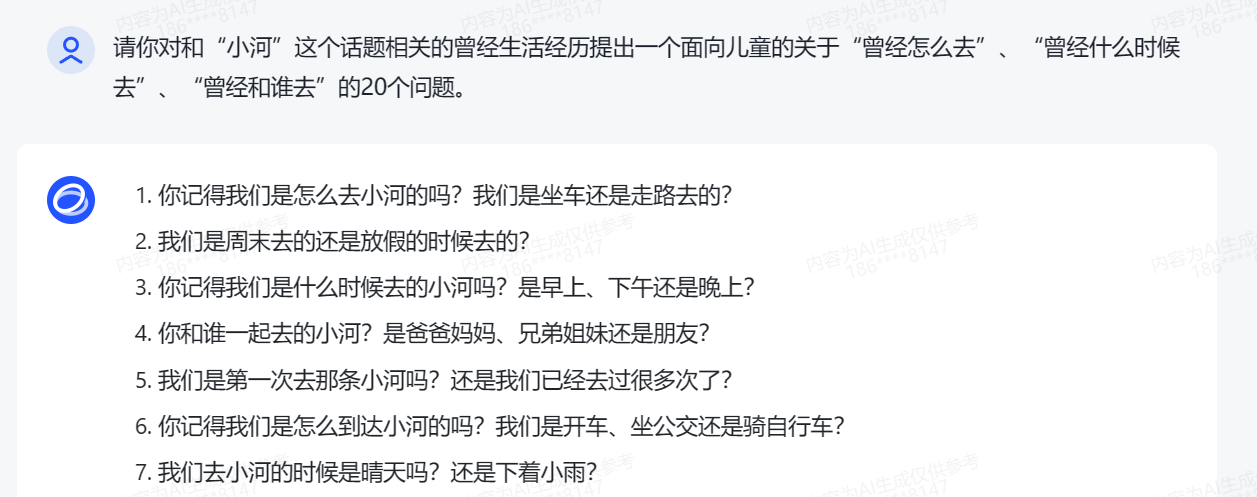 请你对和“小河”这个话题相关的曾经生活经历提出一个面向儿童的关于“曾经怎么去”、“曾经什么时候
去”、“曾经和谁去”的20个问题。
1. 你记得我们是怎么去小河的吗？我们是坐车还是走路去的？
2. 我们是周末去的还是放假的时候去的？
3. 你记得我们是什么时候去的小河吗？是早上、下午还是晚上？
4. 你和谁一起去的小河？是爸爸妈妈、兄弟姐妹还是朋友？
5. 我们是第一次去那条小河吗？还是我们已经去过很多次了？
6. 你记得我们是怎么到达小河的吗？我们是开车、坐公交还是骑自行车？
7. 我们去小河的时候是晴天吗？还是下着小雨？
内容为AI生成仅供参考
186****8147